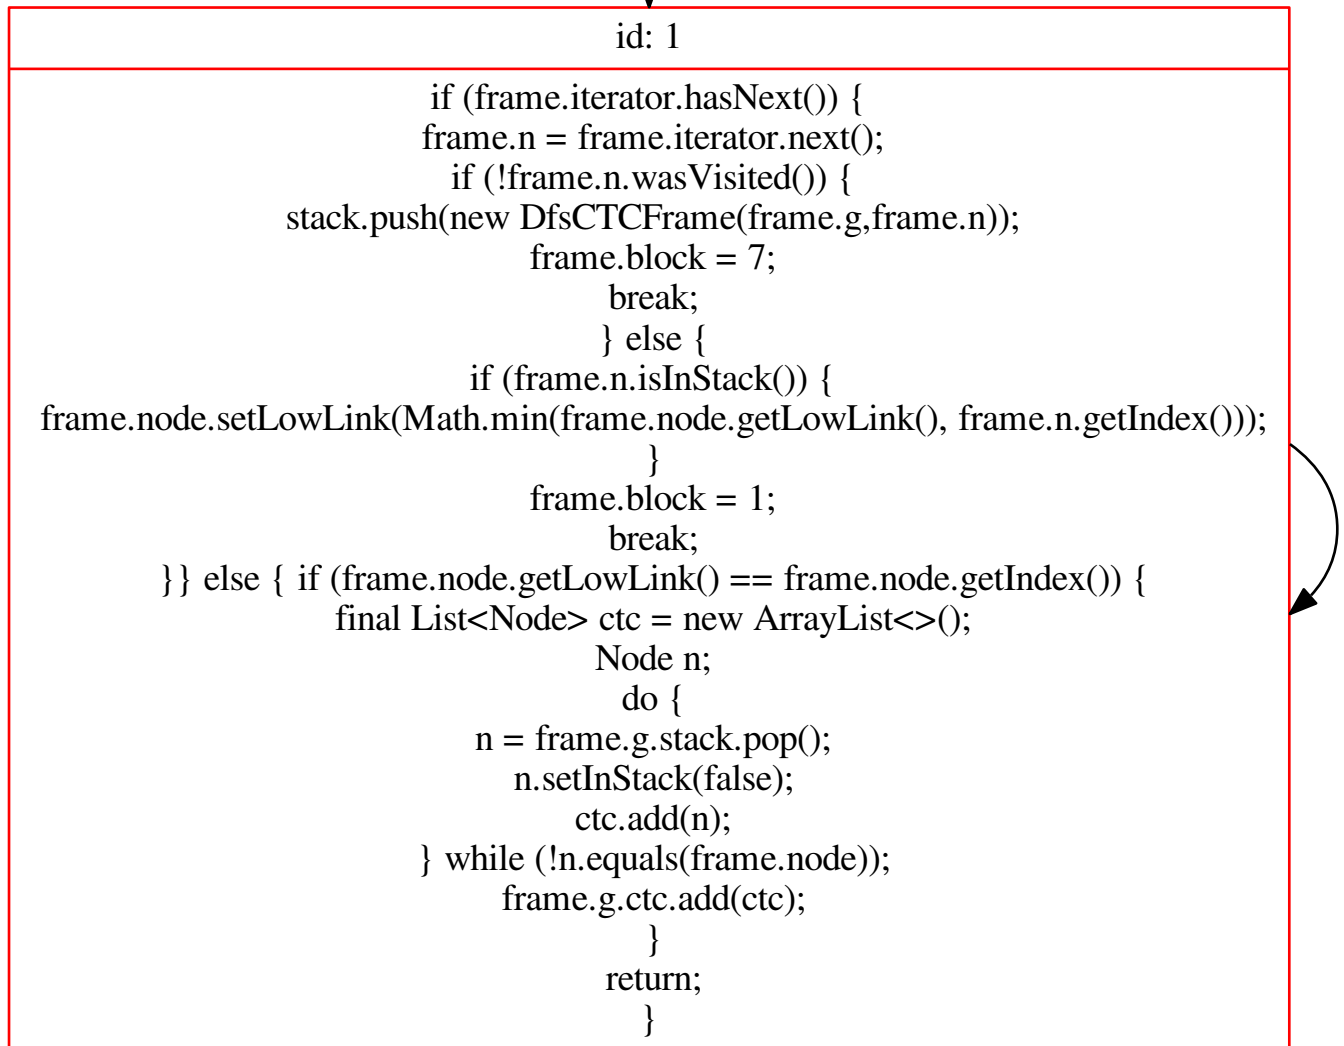 id: 1
if (frame.iterator.hasNext()) {
frame.n = frame.iterator.next();
if (!frame.n.wasVisited()) {
stack.push(new DfsCTCFrame(frame.g,frame.n));
frame.block = 7;
break;
} else {
if (frame.n.isInStack()) {
frame.node.setLowLink(Math.min(frame.node.getLowLink(), frame.n.getIndex()));
}
frame.block = 1;
break;
}} else { if (frame.node.getLowLink() == frame.node.getIndex()) {
final List<Node> ctc = new ArrayList<>();
Node n;
do {
n = frame.g.stack.pop();
n.setInStack(false);
ctc.add(n);
} while (!n.equals(frame.node));
frame.g.ctc.add(ctc);
}
return;
}